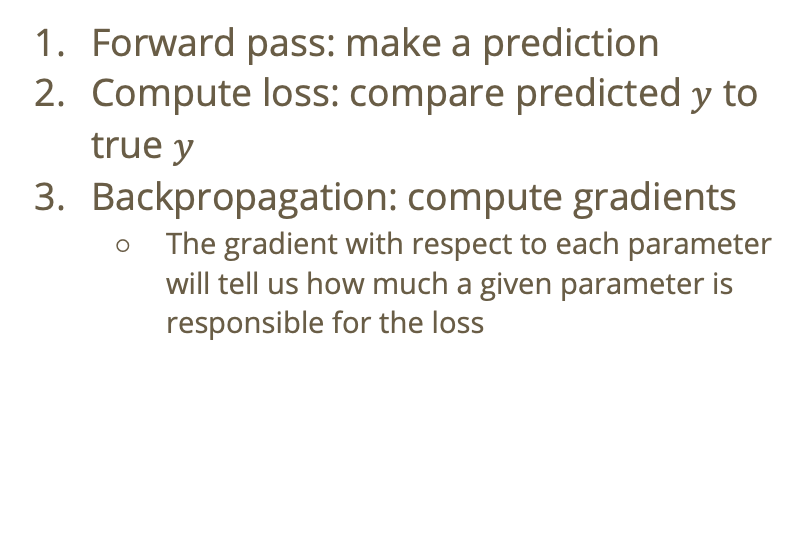 1. Forward pass: make a prediction
2. Compute loss: compare predicted y to
true y
3. Backpropagation: compute gradients
○ The gradient with respect to each parameter
will tell us how much a given parameter is
responsible for the loss